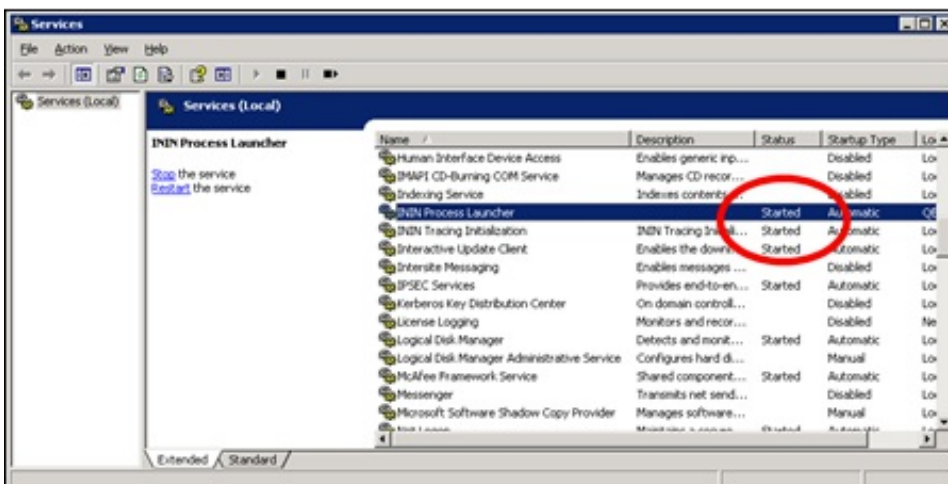 Services
File Action View Help
Services (Local)
Services (Local)
ININ Process Launcher
Stop the service
Restart the service
Name Description Status Startup Type
Human Interface Device Access Enables generic inp... Disabled
IMAPI CD-Burning COM Service Manages CD recor... Disabled
Indexing Service Indexes contents
ININ Process Launcher Started Automatic
ININ Tracing Initialization ININ Tracing Started Automatic
Interactive Update Client Enables the Started Automatic
Intersite Messaging Enables messages ... Disabled
IPSEC Services Provides end-to-en... Started Automatic
Kerberos Key Distribution Center On domain controll... Disabled
License Logging Monitors and recor... Disabled Ne
Logical Disk Manager Detects and monit... Started Automatic
Logical Disk Manager Administrative Service Configures hard di... Manual
McAfee Framework Service Shared component... Started Automatic
Messenger Transmits net send... Disabled
Microsoft Software Shadow Copy Provider Manages software... Manual
Extended Standard